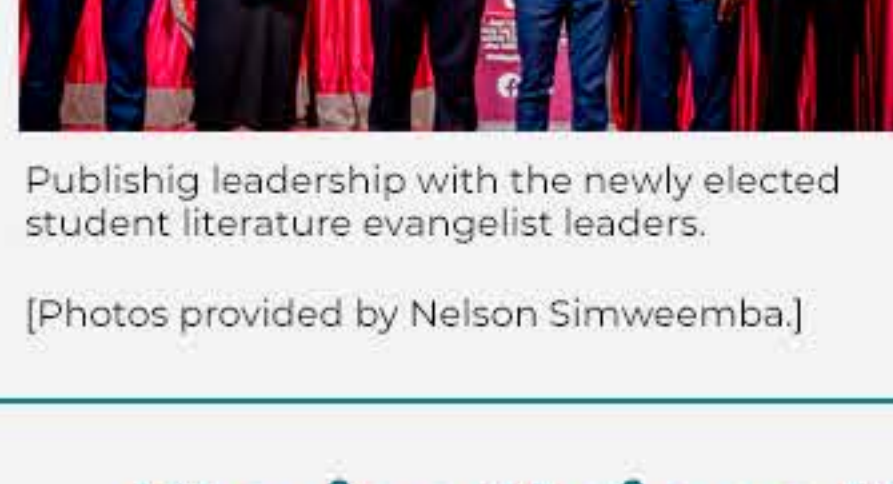 Publishig leadership with the newly elected
student literature evangelist leaders.
[Photos provided by Nelson Simweemba.]